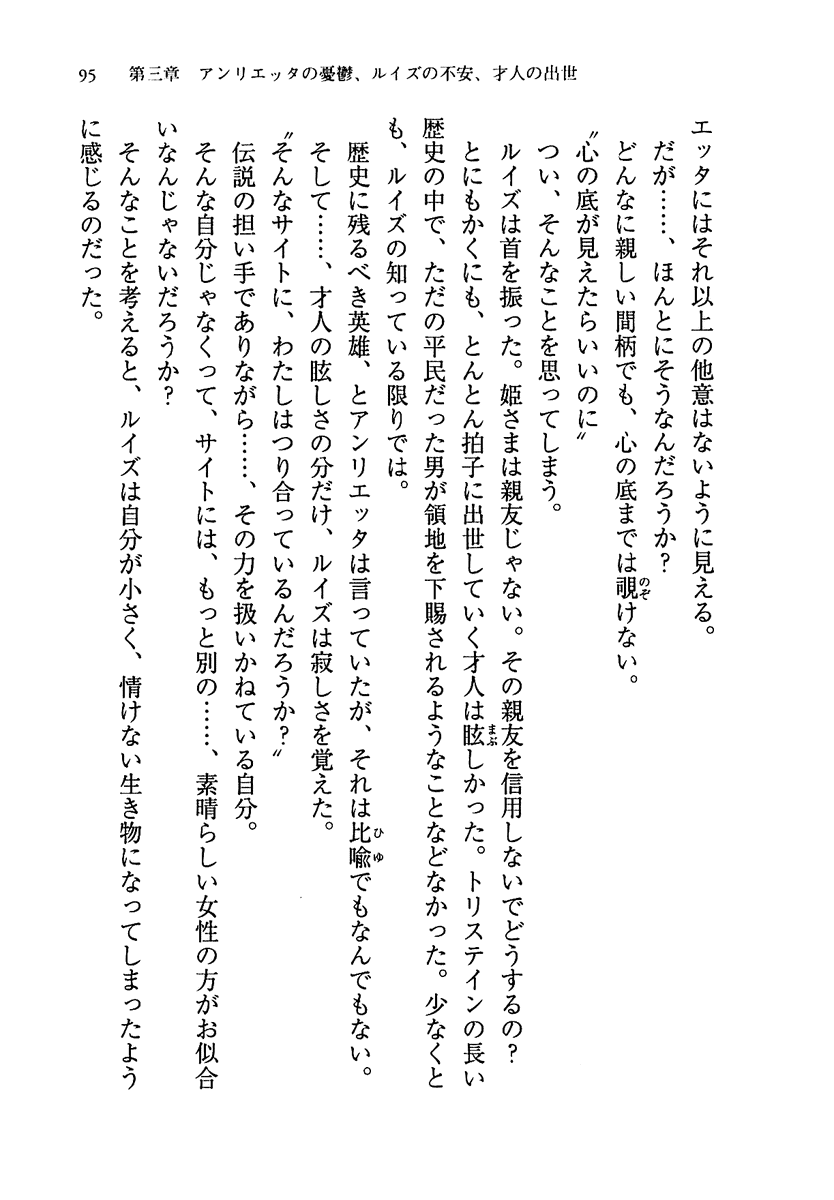 95　第三章　アンリエッタの憂鬱、ルイズの不安、才人の出世
エッタにはそれ以上の他意はないように見える。
だが……、ほんとにそうなんだろうか？
どんなに親しい間柄でも、心の底までは覗けない。
〝心の底が見えたらいいのに〟
つい、そんなことを思ってしまう。
ルイズは首を振った。姫さまは親友じゃない。その親友を信用しないでどうするの？
とにもかくにも、とんとん拍子に出世していく才人は眩しかった。トリステインの長い
歴史の中で、ただの平民だった男が領地を下賜されるようなことなどなかった。少なくと
も、ルイズの知っている限りでは。
歴史に残るべき英雄、とアンリエッタは言っていたが、それは比喩でもなんでもない。
そして……、才人の眩しさの分だけ、ルイズは寂しさを覚えた。
〝そんなサイトに、わたしはつり合っているんだろうか？〟
伝説の担い手でありながら……、その力を扱いかねている自分。
そんな自分じゃなくって、サイトには、もっと別の……、素晴らしい女性の方がお似合
いなんじゃないだろうか？
そんなことを考えると、ルイズは自分が小さく、情けない生き物になってしまったよう
に感じるのだった。